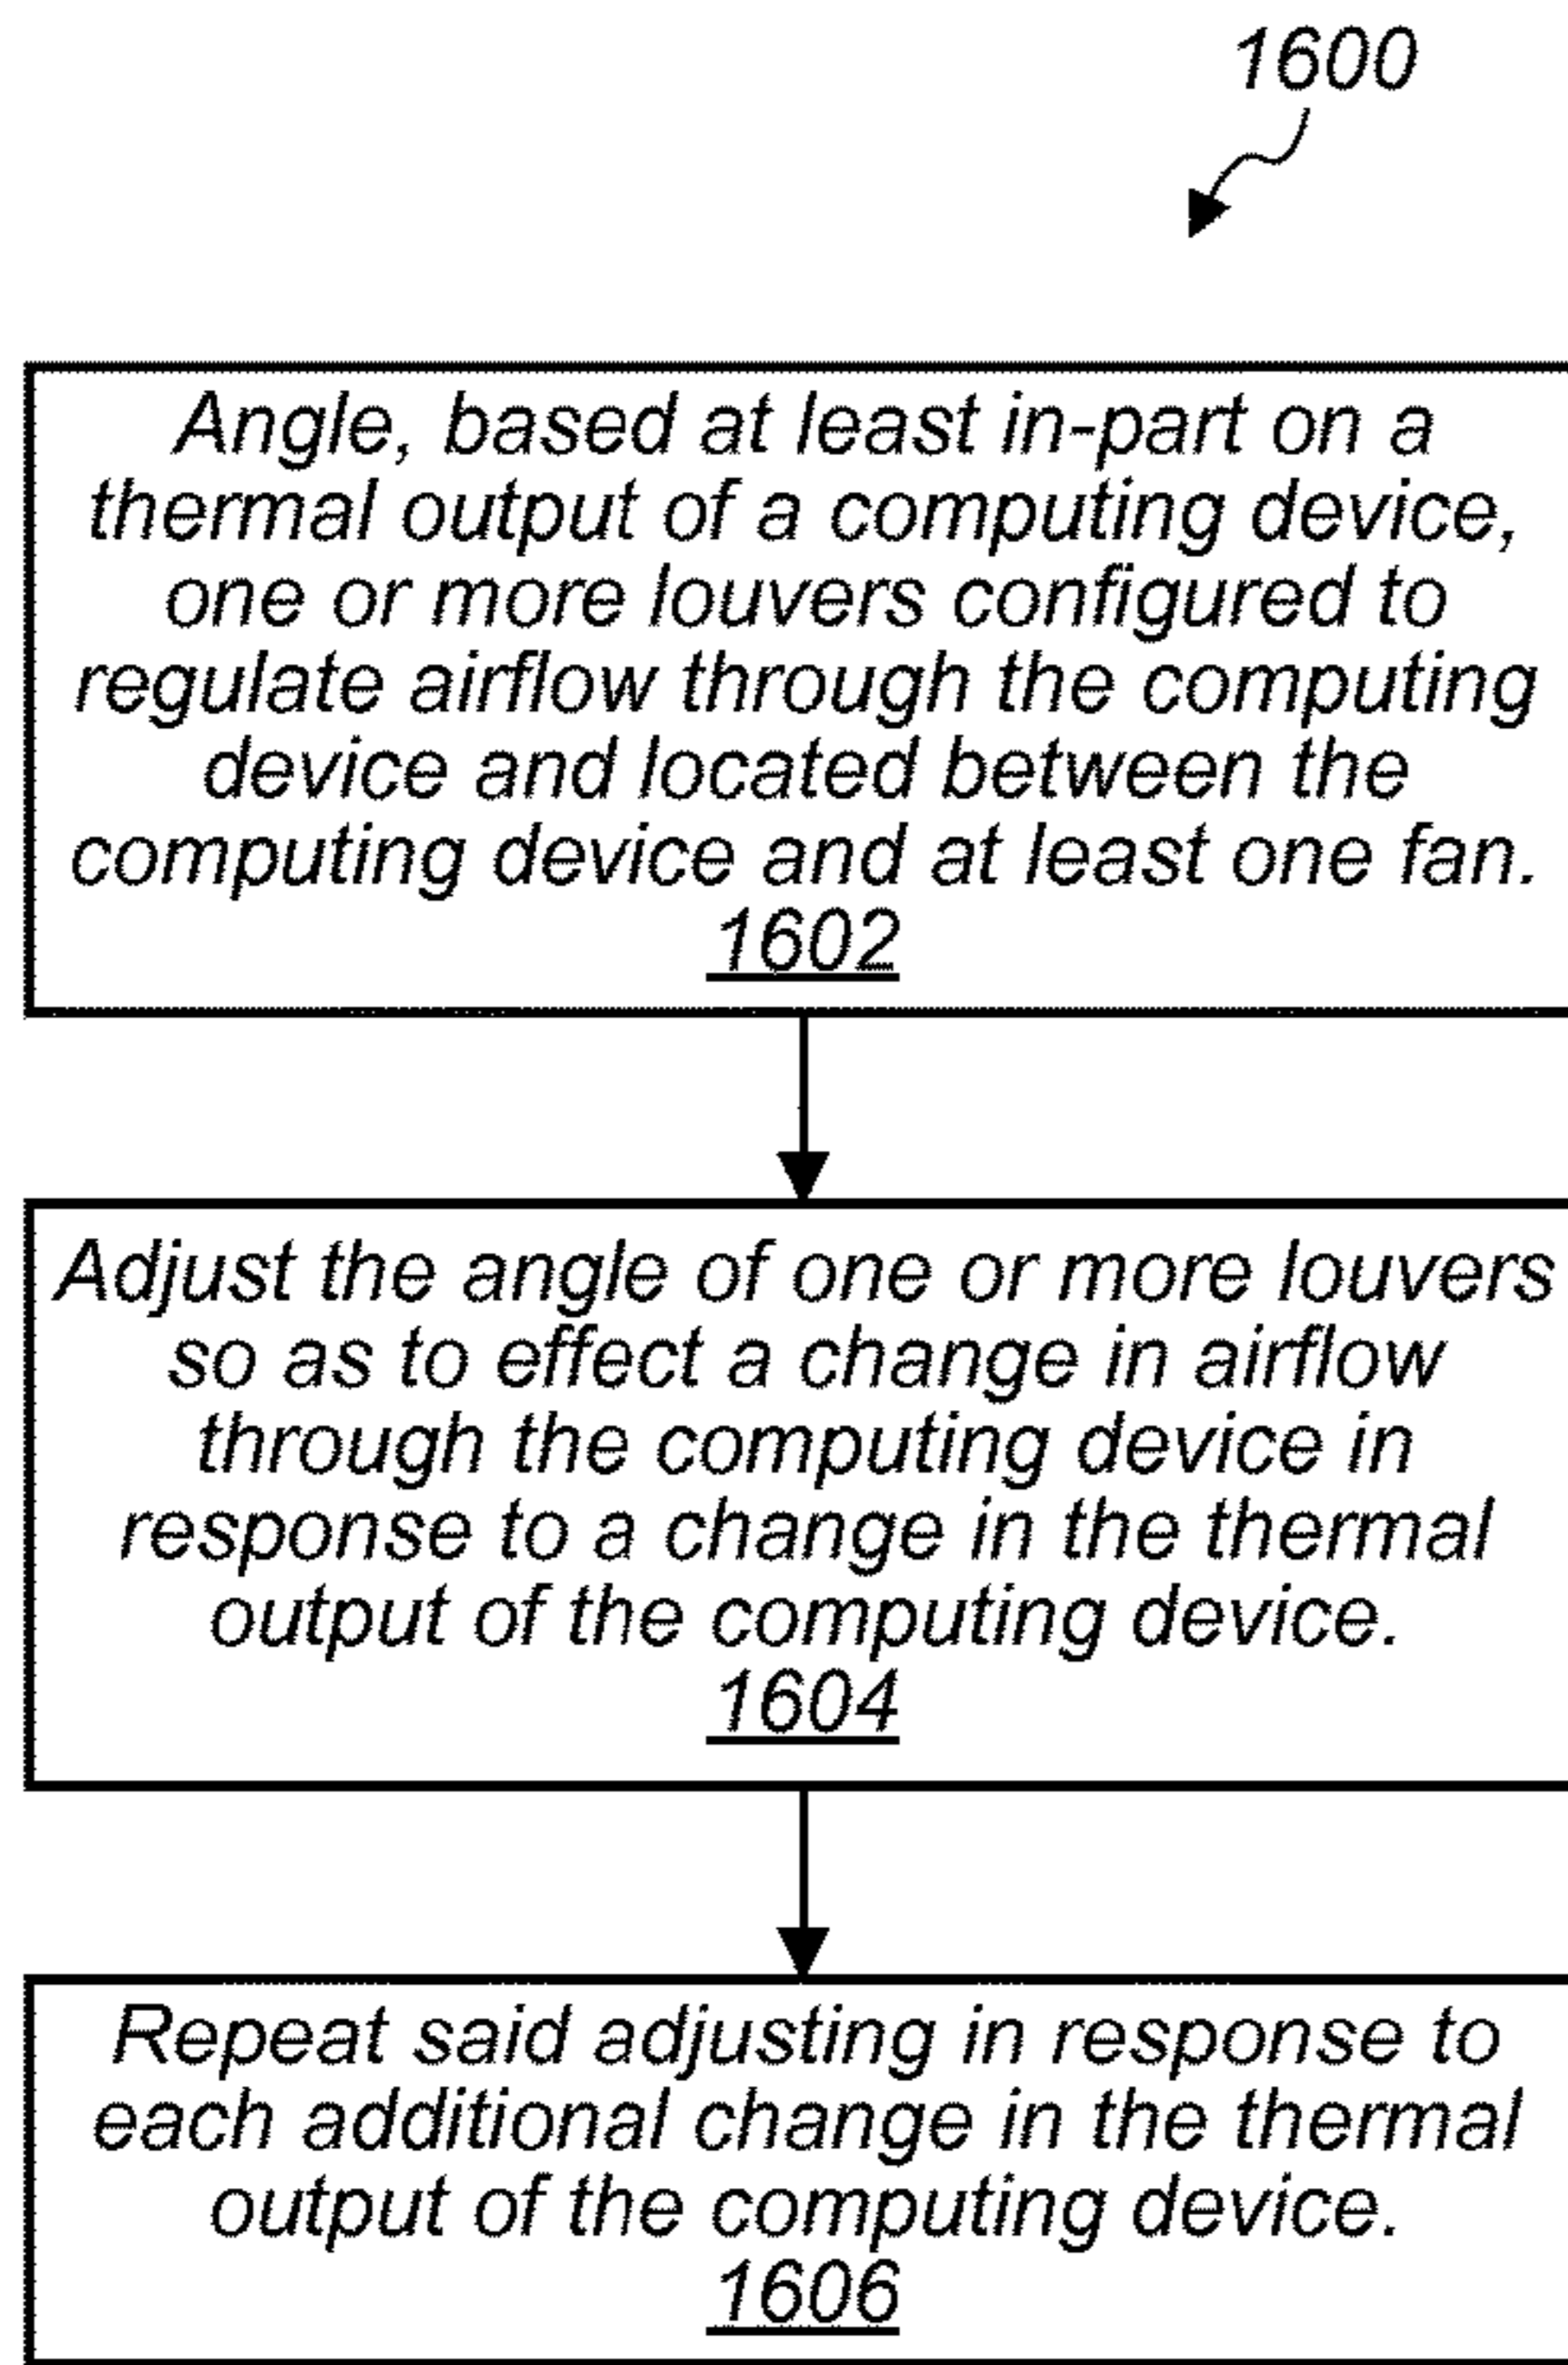 1600
Angle, based at least in-part on a
thermal output of a computing device,
one or more louvers configured to
regulate airflow through the computing
device and located between the
computing device and at least one fan.
1602
Adjust the angle of one or more louvers
so as to effect a change in airflow
through the computing device in
response to a change in the thermal
output of the computing device.
1604
Repeat said adjusting in response to
each additional change in the thermal
output of the computing device.
1606